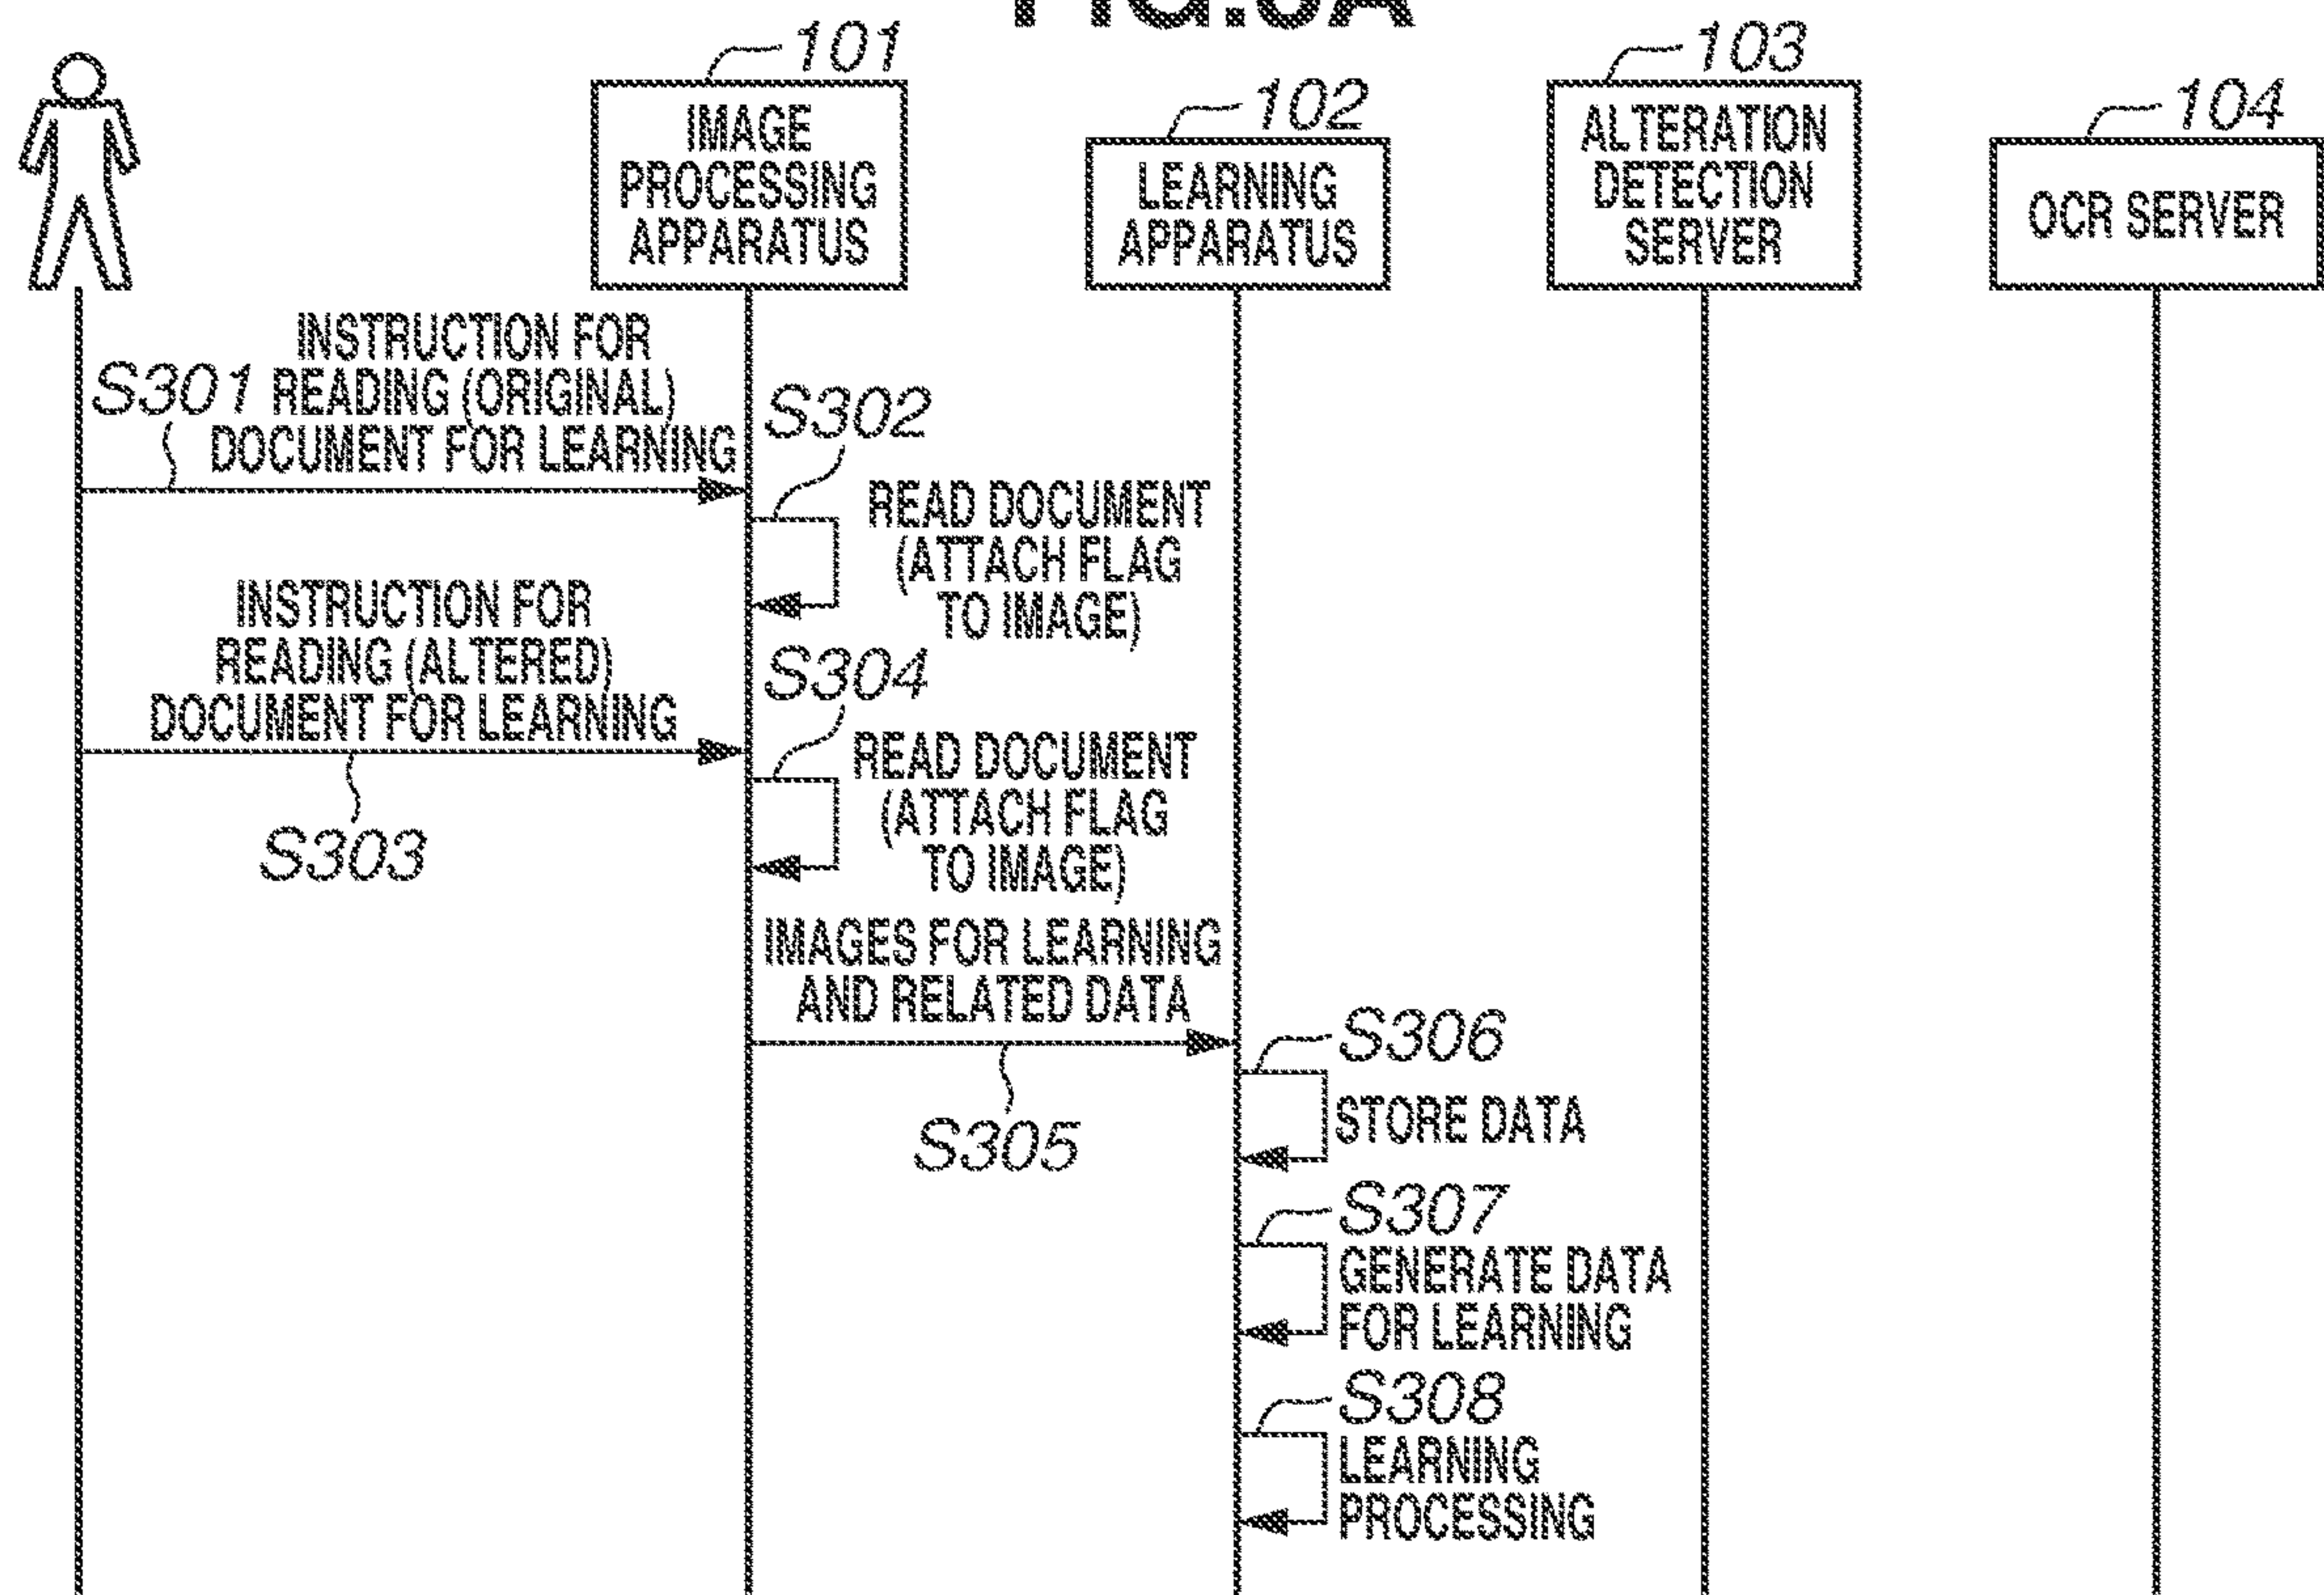 101
IMAGE
PROCESSING
APPARATUS
102
LEARNING
APPARATUS
103
ALTERATION
DETECTION
SERVER
104
OCR SERVER
INSTRUCTION FOR
S301 READING (ORIGINAL)
DOCUMENT FOR LEARNING
S302
READ DOCUMENT
(ATTACH FLAG
TO IMAGE)
INSTRUCTION FOR
READING (ALTERED)
DOCUMENT FOR LEARNING
S303
S304
READ DOCUMENT
(ATTACH FLAG
TO IMAGE)
IMAGES FOR LEARNING
AND RELATED DATA
S305
S306
STORE DATA
S307
GENERATE DATA
FOR LEARNING
S308
LEARNING
PROCESSING